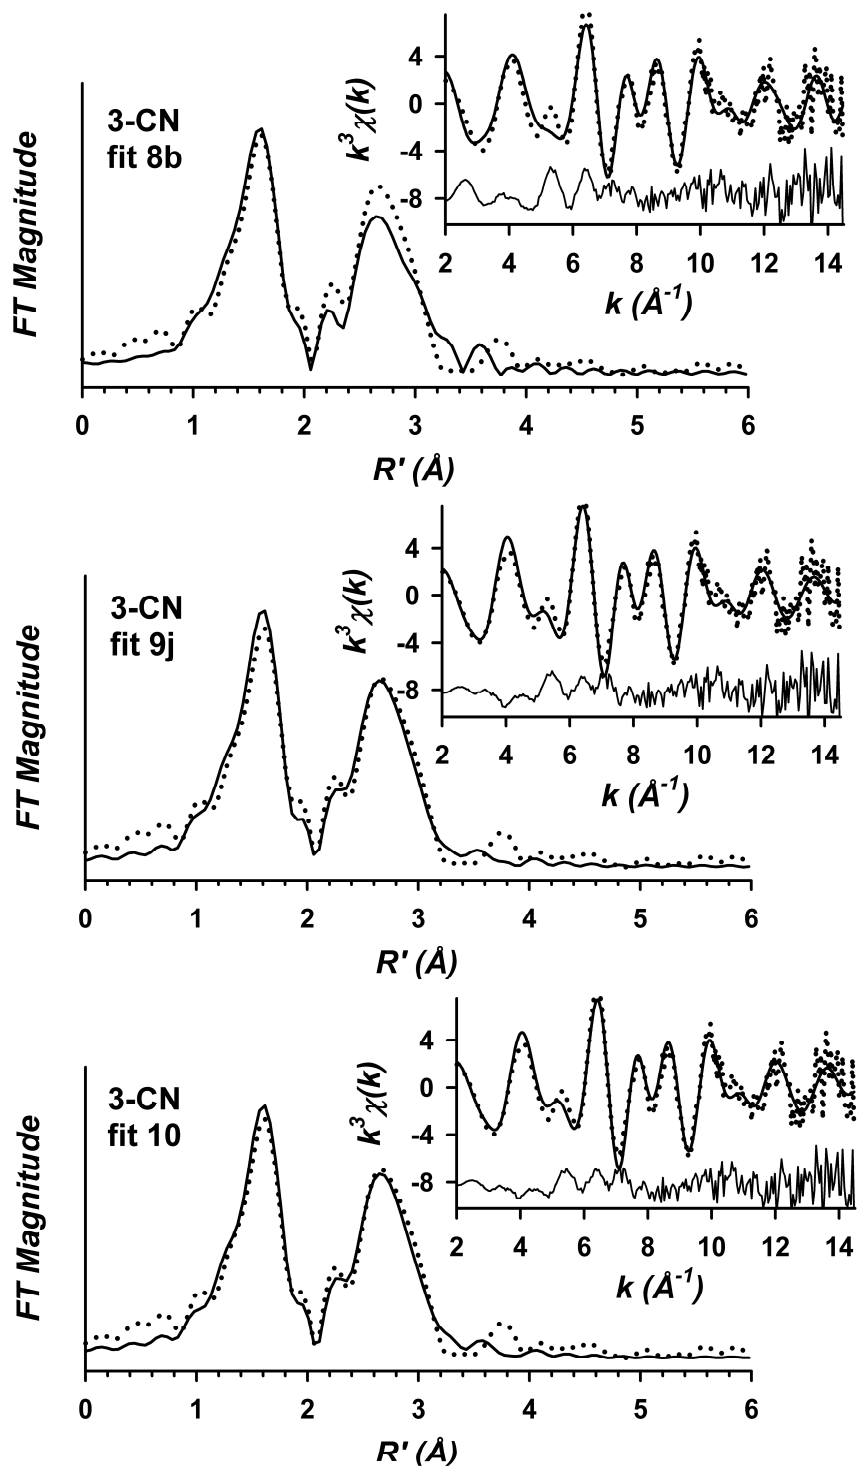 3-CN
fit 8b
FT Magnitude
k³ χ(k)
4
0
-4
-8
2 4 6 8 10 12 14
k (Å⁻¹)
0 1 2 3 4 5 6
R' (Å)
3-CN
fit 9j
FT Magnitude
k³ χ(k)
4
0
-4
-8
2 4 6 8 10 12 14
k (Å⁻¹)
0 1 2 3 4 5 6
R' (Å)
3-CN
fit 10
FT Magnitude
k³ χ(k)
4
0
-4
-8
2 4 6 8 10 12 14
k (Å⁻¹)
0 1 2 3 4 5 6
R' (Å)